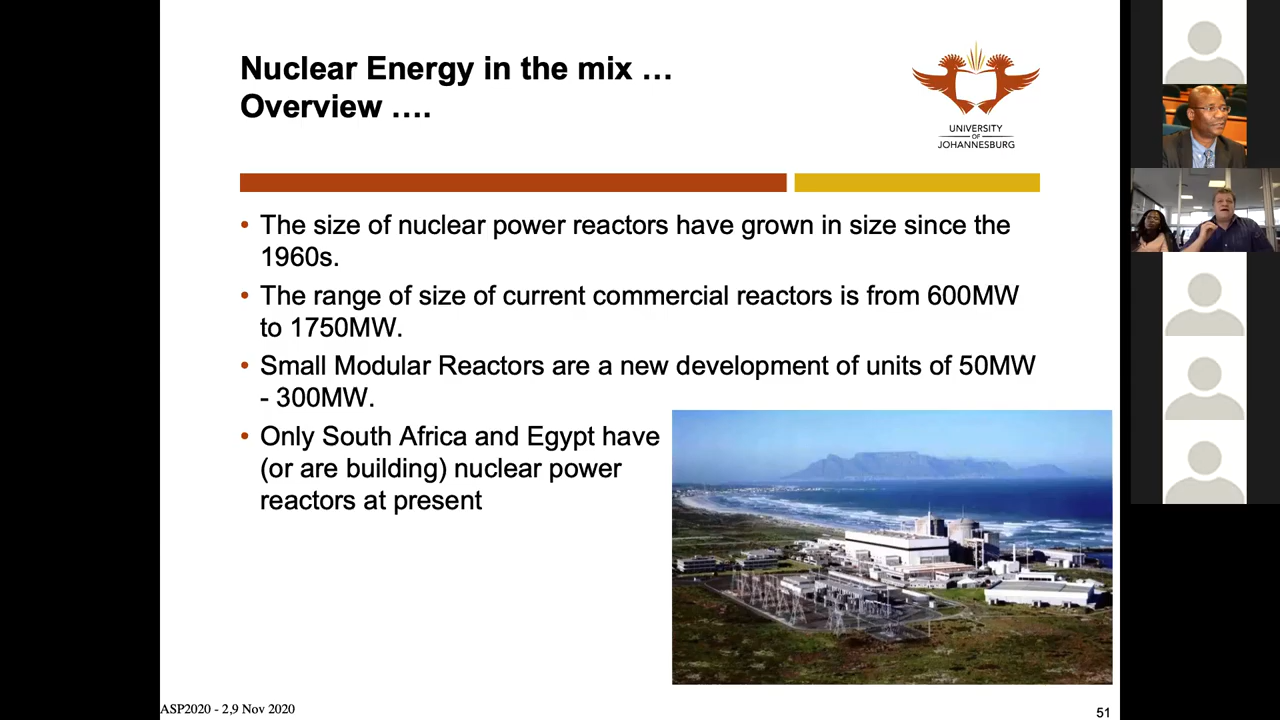 Nuclear Energy in the mix …
Overview ….
UNIVERSITY
OF
JOHANNESBURG
• The size of nuclear power reactors have grown in size since the
1960s.
• The range of size of current commercial reactors is from 600MW
to 1750MW.
• Small Modular Reactors are a new development of units of 50MW
- 300MW.
• Only South Africa and Egypt have
(or are building) nuclear power
reactors at present
ASP2020 - 2,9 Nov 2020
51